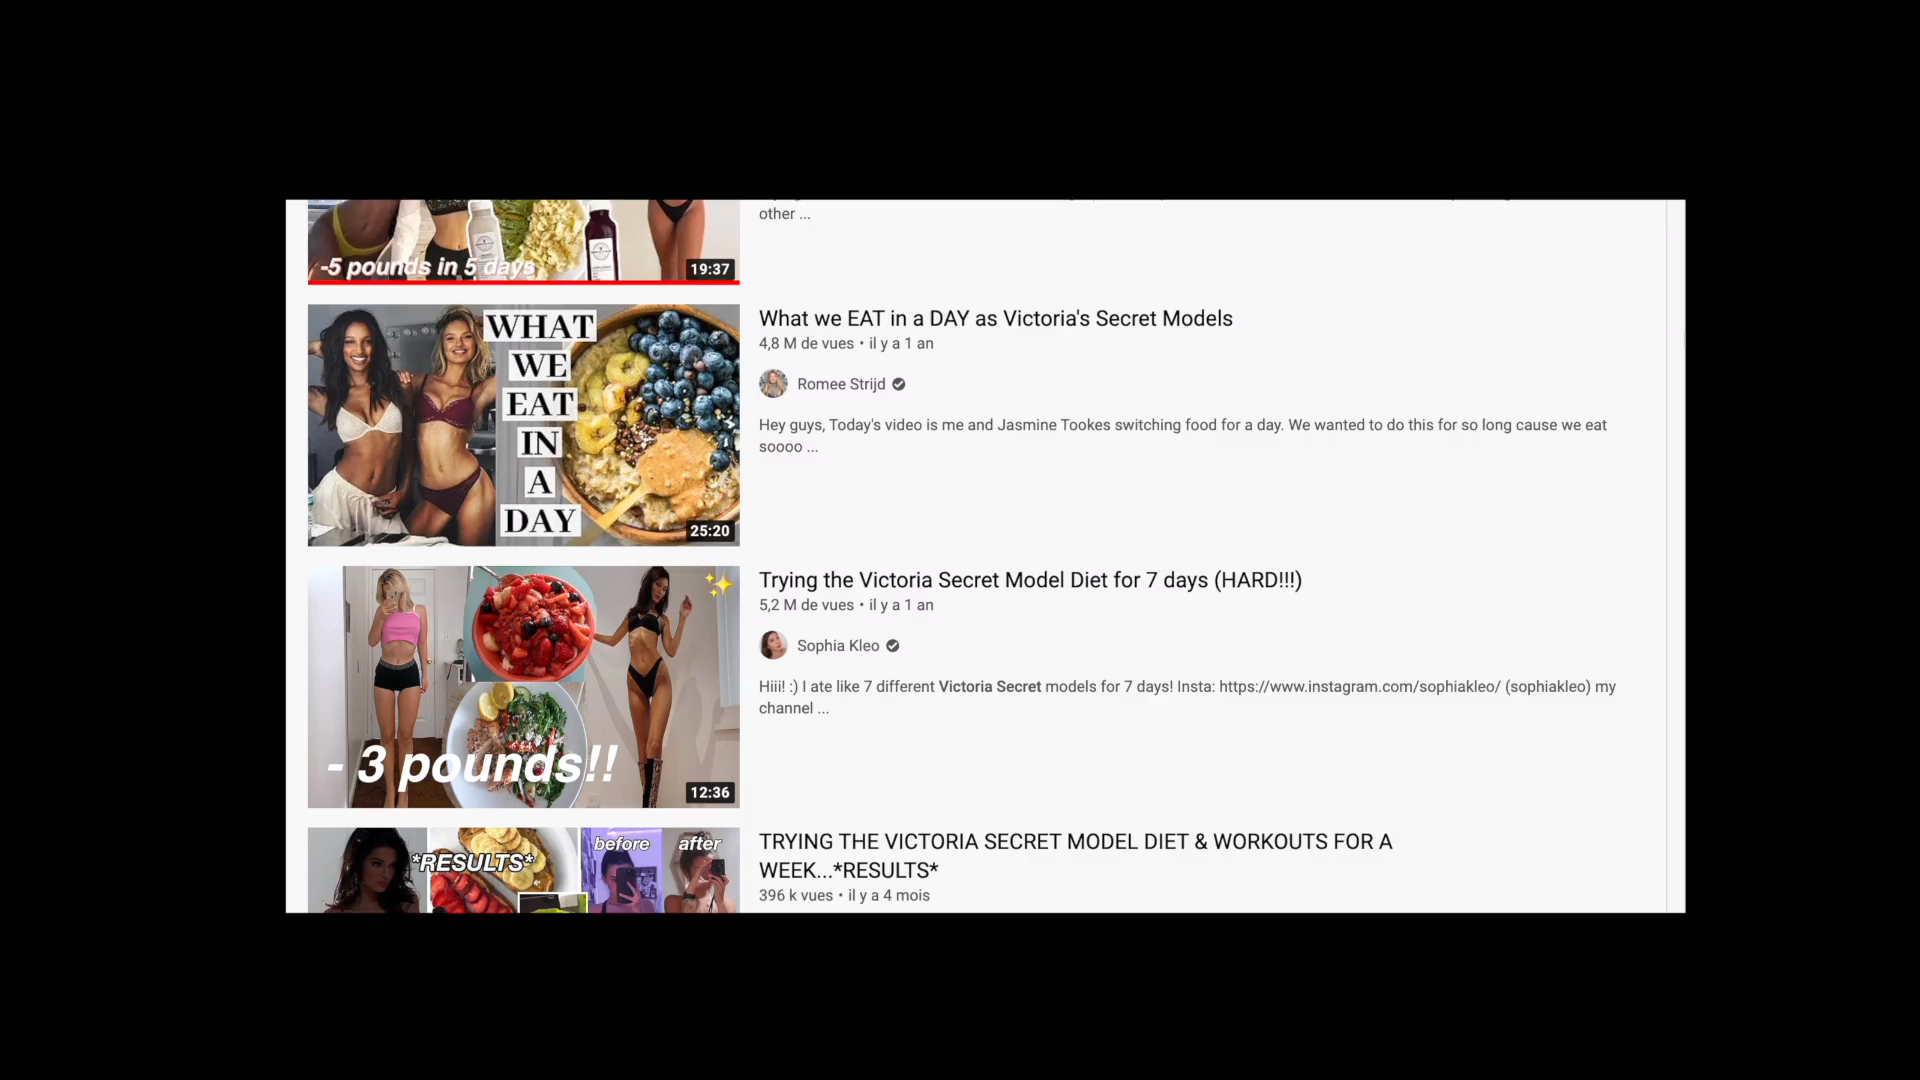 other ...
-5 pounds in 5 days
19:37
WHAT
WE
EAT
IN
A
DAY
25:20
What we EAT in a DAY as Victoria's Secret Models
4,8 M de vues • il y a 1 an
Romee Strijd
Hey guys, Today's video is me and Jasmine Tookes switching food for a day. We wanted to do this for so long cause we eat
soooo ...
- 3 pounds!!
12:36
Trying the Victoria Secret Model Diet for 7 days (HARD!!!)
5,2 M de vues • il y a 1 an
Sophia Kleo
Hiii! :) I ate like 7 different Victoria Secret models for 7 days! Insta: https://www.instagram.com/sophiakleo/ (sophiakleo) my
channel ...
*RESULTS*
before after
TRYING THE VICTORIA SECRET MODEL DIET & WORKOUTS FOR A
WEEK...*RESULTS*
396 k vues • il y a 4 mois